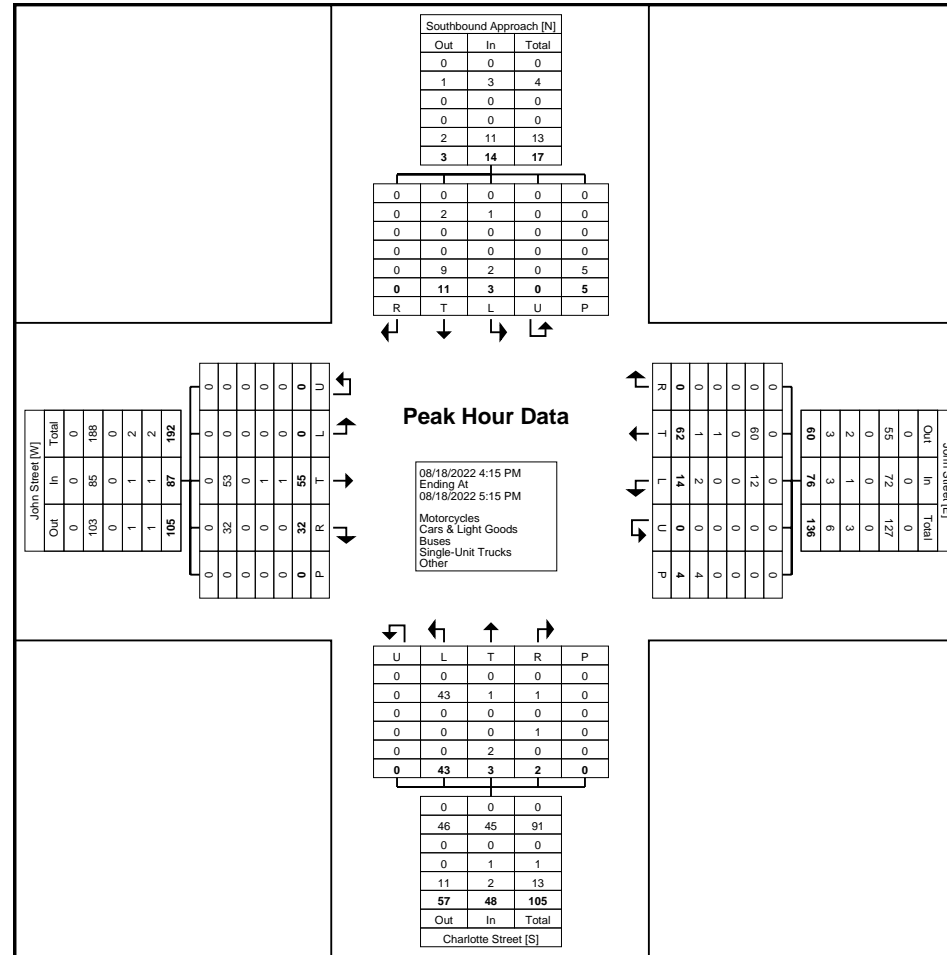 Southbound Approach [N]
Out In Total
0 0 0
1 3 4
0 0 0
0 0 0
2 11 13
3 14 17
0 0 0 0 0
0 2 1 0 0
0 0 0 0 0
0 0 0 0 0
0 9 2 0 5
0 11 3 0 5
R T L U P
John Street [W]
Total 0 188 0 2 2 192
In 0 85 0 1 1 87
Out 0 103 0 1 1 105
0 0 0 0 0 0 U
0 0 0 0 0 0 L
0 53 0 1 1 55 T
0 32 0 0 0 32 R
0 0 0 0 0 0 P
Peak Hour Data
08/18/2022 4:15 PM
Ending At
08/18/2022 5:15 PM
Motorcycles
Cars & Light Goods
Buses
Single-Unit Trucks
Other
R 0 0 0 0 0 0
T 62 1 1 0 60 0
L 14 2 0 0 12 0
U 0 0 0 0 0 0
P 4 4 0 0 0 0
60 3 2 0 55 0 Out
76 3 1 0 72 0 In
136 6 3 0 127 0 Total
John Street [E]
U L T R P
0 0 0 0 0
0 43 1 1 0
0 0 0 0 0
0 0 0 1 0
0 0 2 0 0
0 43 3 2 0
0 0 0
46 45 91
0 0 0
0 1 1
11 2 13
57 48 105
Out In Total
Charlotte Street [S]